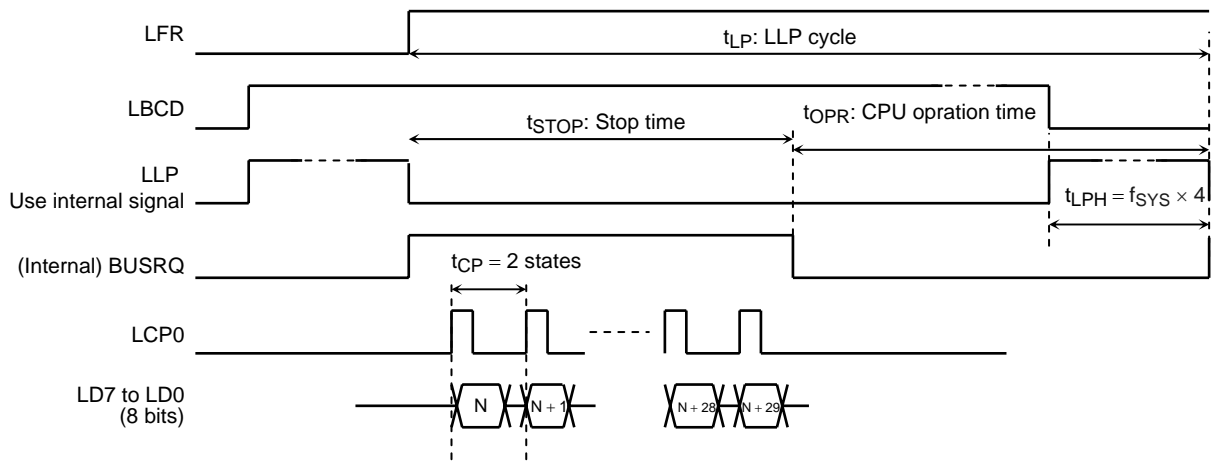 LFR
tLP: LLP cycle
LBCD
tSTOP: Stop time
tOPR: CPU opration time
LLP
Use internal signal
tLPH = fSYS × 4
(Internal) BUSRQ
tCP = 2 states
LCP0
LD7 to LD0
(8 bits)
N
N + 1
N + 28
N + 29